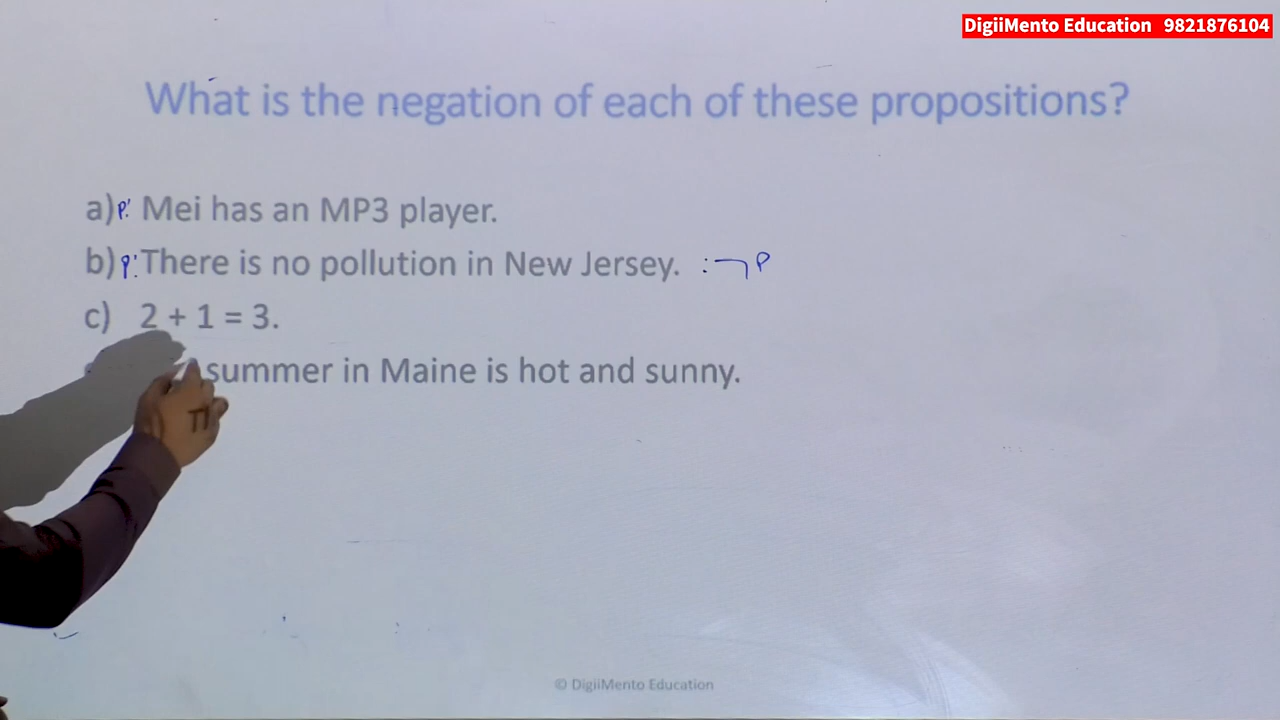 DigiiMento Education 9821876104
What is the negation of each of these propositions?
a) P: Mei has an MP3 player.
b) P: There is no pollution in New Jersey. : ¬P
c) 2 + 1 = 3.
summer in Maine is hot and sunny.
© DigiiMento Education